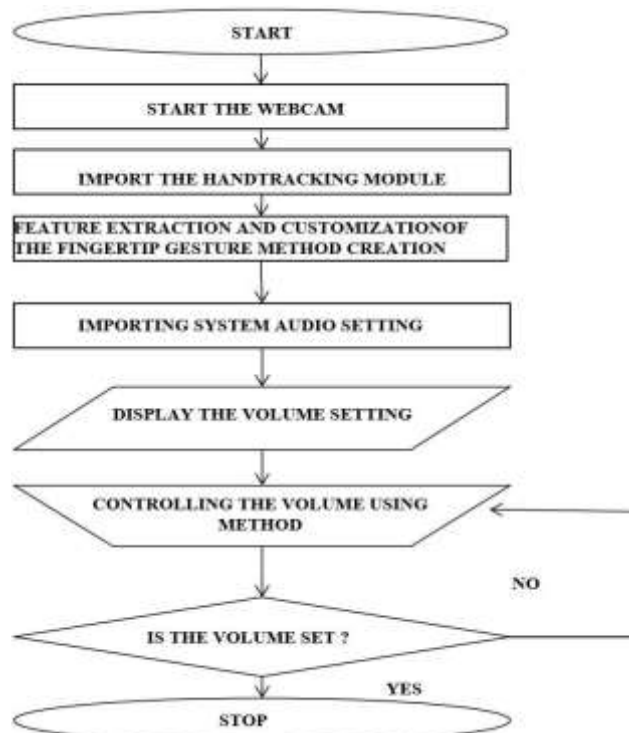 START
START THE WEBCAM
IMPORT THE HANDTRACKING MODULE
FEATURE EXTRACTION AND CUSTOMIZATIONOF
THE FINGERTIP GESTURE METHOD CREATION
IMPORTING SYSTEM AUDIO SETTING
DISPLAY THE VOLUME SETTING
CONTROLLING THE VOLUME USING
METHOD
NO
IS THE VOLUME SET ?
YES
STOP